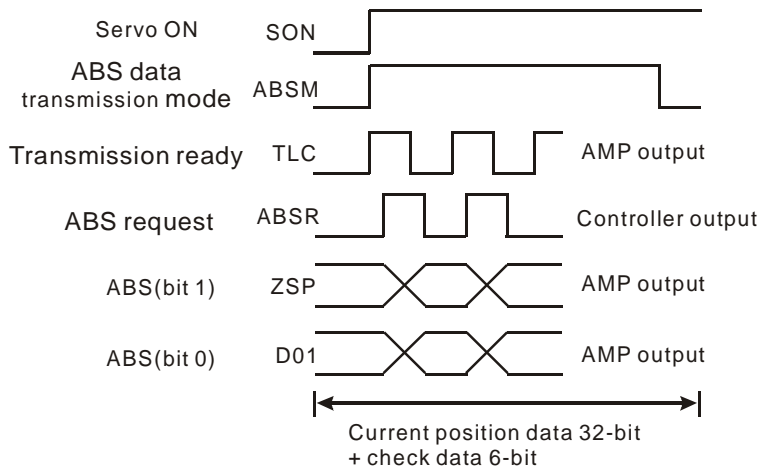 Servo ON SON
ABS data
transmission mode ABSM
Transmission ready TLC AMP output
ABS request ABSR Controller output
ABS(bit 1) ZSP AMP output
ABS(bit 0) D01 AMP output
Current position data 32-bit
+ check data 6-bit